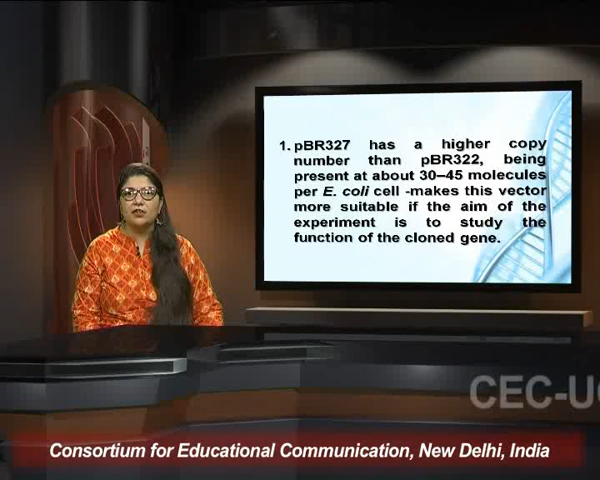 1. pBR327 has a higher copy
number than pBR322, being
present at about 30–45 molecules
per E. coli cell -makes this vector
more suitable if the aim of the
experiment is to study the
function of the cloned gene.
CEC-U
Consortium for Educational Communication, New Delhi, India